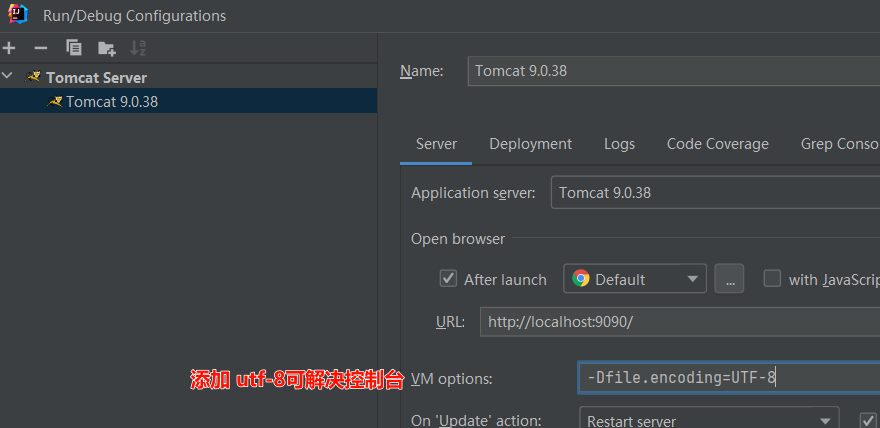 Run/Debug Configurations
Tomcat Server
Tomcat 9.0.38
Name: Tomcat 9.0.38
Server Deployment Logs Code Coverage Grep Conso
Application server: Tomcat 9.0.38
Open browser
After launch Default ... with JavaScrip
URL: http://localhost:9090/
添加 utf-8可解决控制台
VM options: -Dfile.encoding=UTF-8
On 'Update' action: Restart server